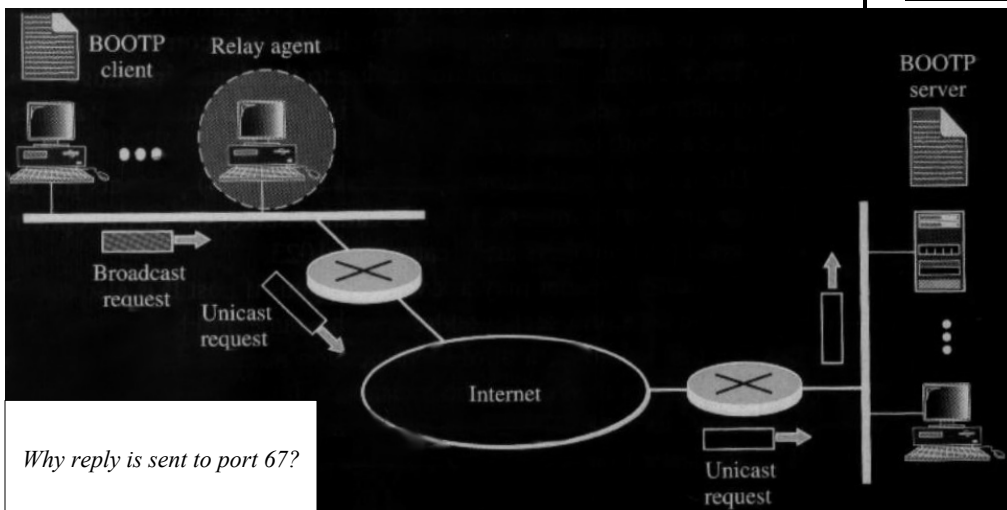 BOOTP
client
Relay agent
BOOTP
server
Broadcast
request
Unicast
request
Internet
Unicast
request
Why reply is sent to port 67?